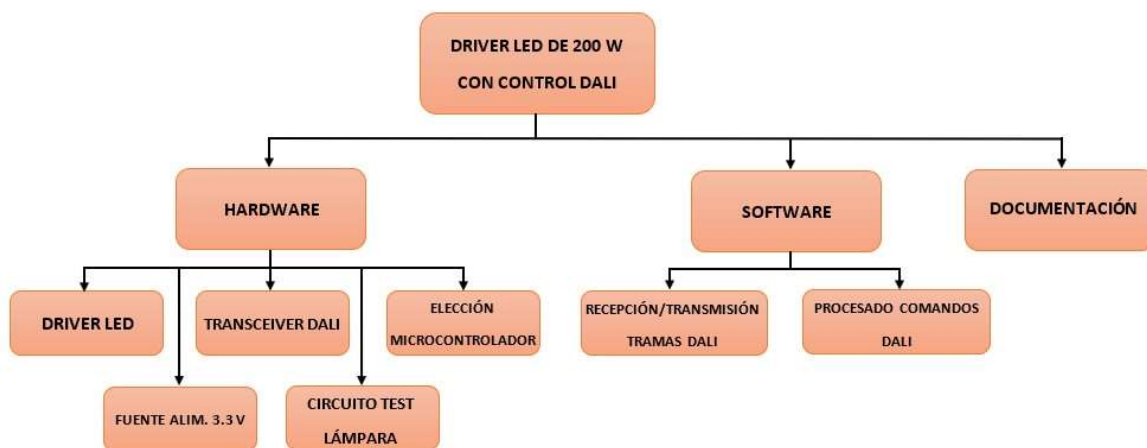 DRIVER LED DE 200 W
CON CONTROL DALI
HARDWARE
SOFTWARE
DOCUMENTACIÓN
DRIVER LED
TRANSCEIVER DALI
ELECCIÓN
MICROCONTROLADOR
RECEPCIÓN/TRANSMISIÓN
TRAMAS DALI
PROCESADO COMANDOS
DALI
FUENTE ALIM. 3.3 V
CIRCUITO TEST
LÁMPARA